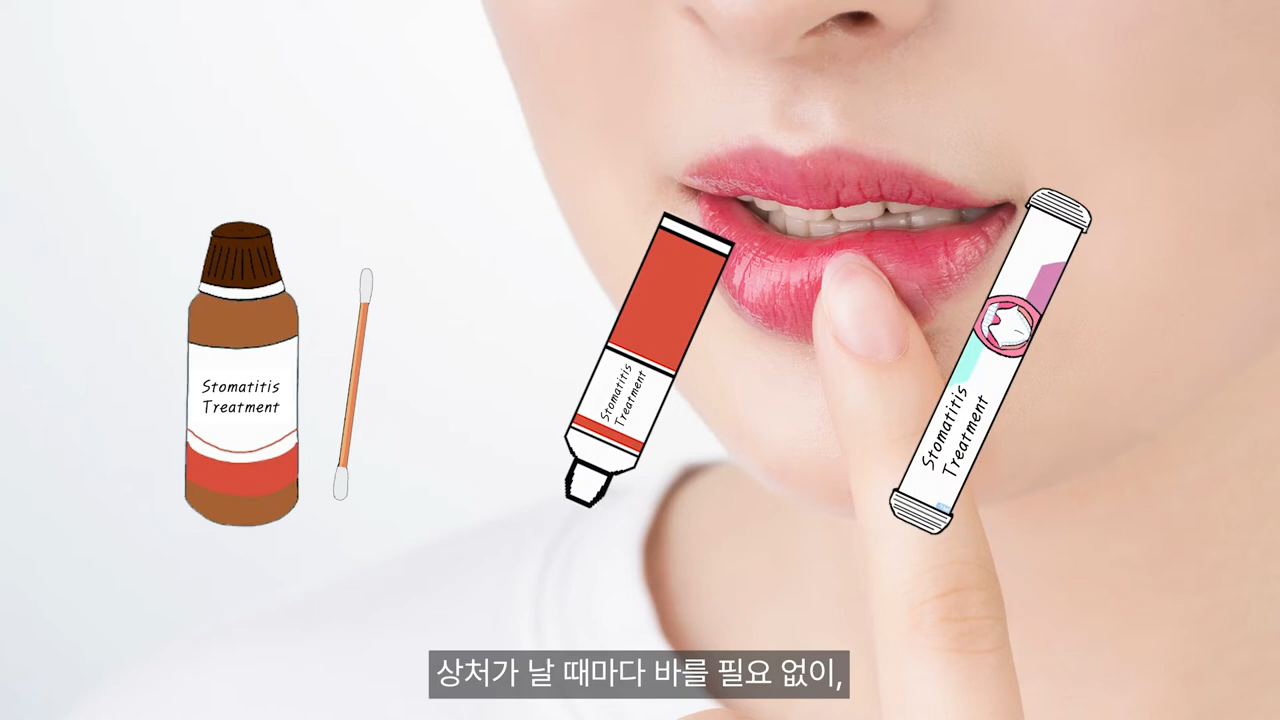 Stomatitis
Treatment
Stomatitis
Treatment
Stomatitis
Treatment
상처가 날 때마다 바를 필요 없이,